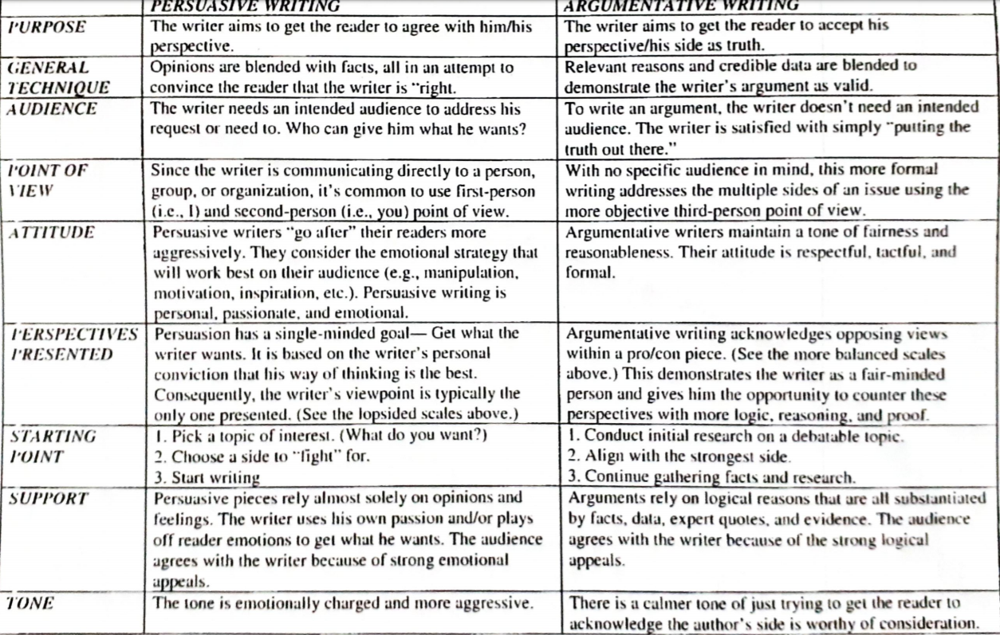 PERSUASIVE WRITING ARGUMENTATIVE WRITING
PURPOSE
The writer aims to get the reader to agree with him/his
perspective.
The writer aims to get the reader to accept his
perspective/his side as truth.
GENERAL
TECHNIQUE
Opinions are blended with facts, all in an attempt to
convince the reader that the writer is "right.
Relevant reasons and credible data are blended to
demonstrate the writer's argument as valid.
AUDIENCE
The writer needs an intended audience to address his
request or need to. Who can give him what he wants?
To write an argument, the writer doesn't need an intended
audience. The writer is satisfied with simply "putting the
truth out there."
POINT OF
VIEW
Since the writer is communicating directly to a person,
group, or organization, it's common to use first-person
(i.e., I) and second-person (i.e., you) point of view.
With no specific audience in mind, this more formal
writing addresses the multiple sides of an issue using the
more objective third-person point of view.
ATTITUDE
Persuasive writers "go after" their readers more
aggressively. They consider the emotional strategy that
will work best on their audience (e.g., manipulation,
motivation, inspiration, etc.). Persuasive writing is
personal, passionate, and emotional.
Argumentative writers maintain a tone of fairness and
reasonableness. Their attitude is respectful, tactful, and
formal.
PERSPECTIVES
PRESENTED
Persuasion has a single-minded goal— Get what the
writer wants. It is based on the writer's personal
conviction that his way of thinking is the best.
Consequently, the writer's viewpoint is typically the
only one presented. (See the lopsided scales above.)
Argumentative writing acknowledges opposing views
within a pro/con piece. (See the more balanced scales
above.) This demonstrates the writer as a fair-minded
person and gives him the opportunity to counter these
perspectives with more logic, reasoning, and proof.
STARTING
POINT
1. Pick a topic of interest. (What do you want?)
2. Choose a side to "fight" for.
3. Start writing
1. Conduct initial research on a debatable topic.
2. Align with the strongest side.
3. Continue gathering facts and research.
SUPPORT
Persuasive pieces rely almost solely on opinions and
feelings. The writer uses his own passion and/or plays
off reader emotions to get what he wants. The audience
agrees with the writer because of strong emotional
appeals.
Arguments rely on logical reasons that are all substantiated
by facts, data, expert quotes, and evidence. The audience
agrees with the writer because of the strong logical
appeals.
TONE
The tone is emotionally charged and more aggressive.
There is a calmer tone of just trying to get the reader to
acknowledge the author's side is worthy of consideration.